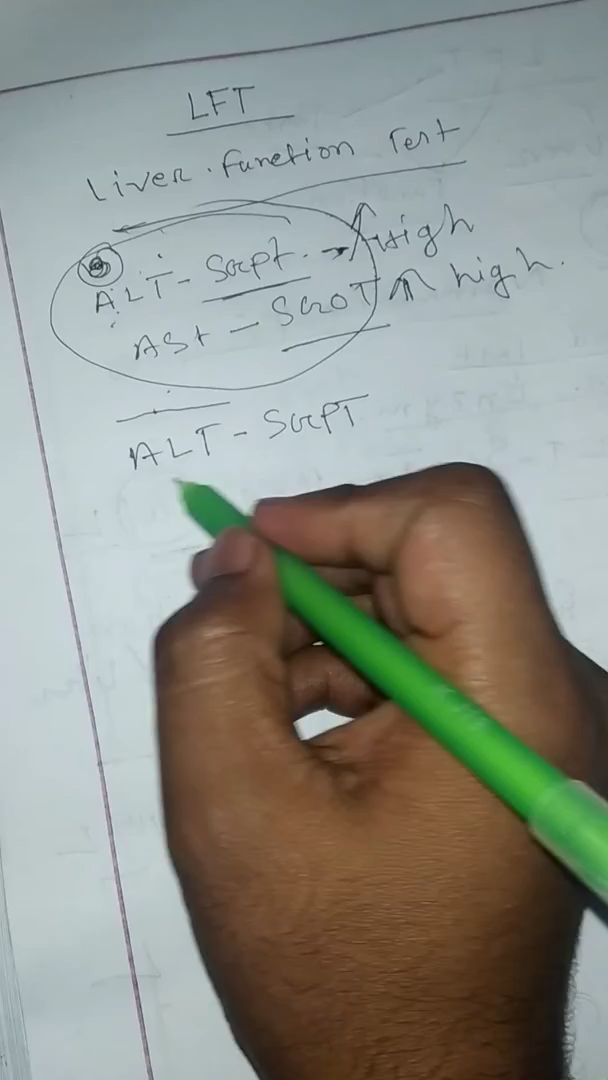 LFT
Liver Function Test
ALT - SGPT → ↑ High
AST - SGOT ↑ high.
ALT - SGPT